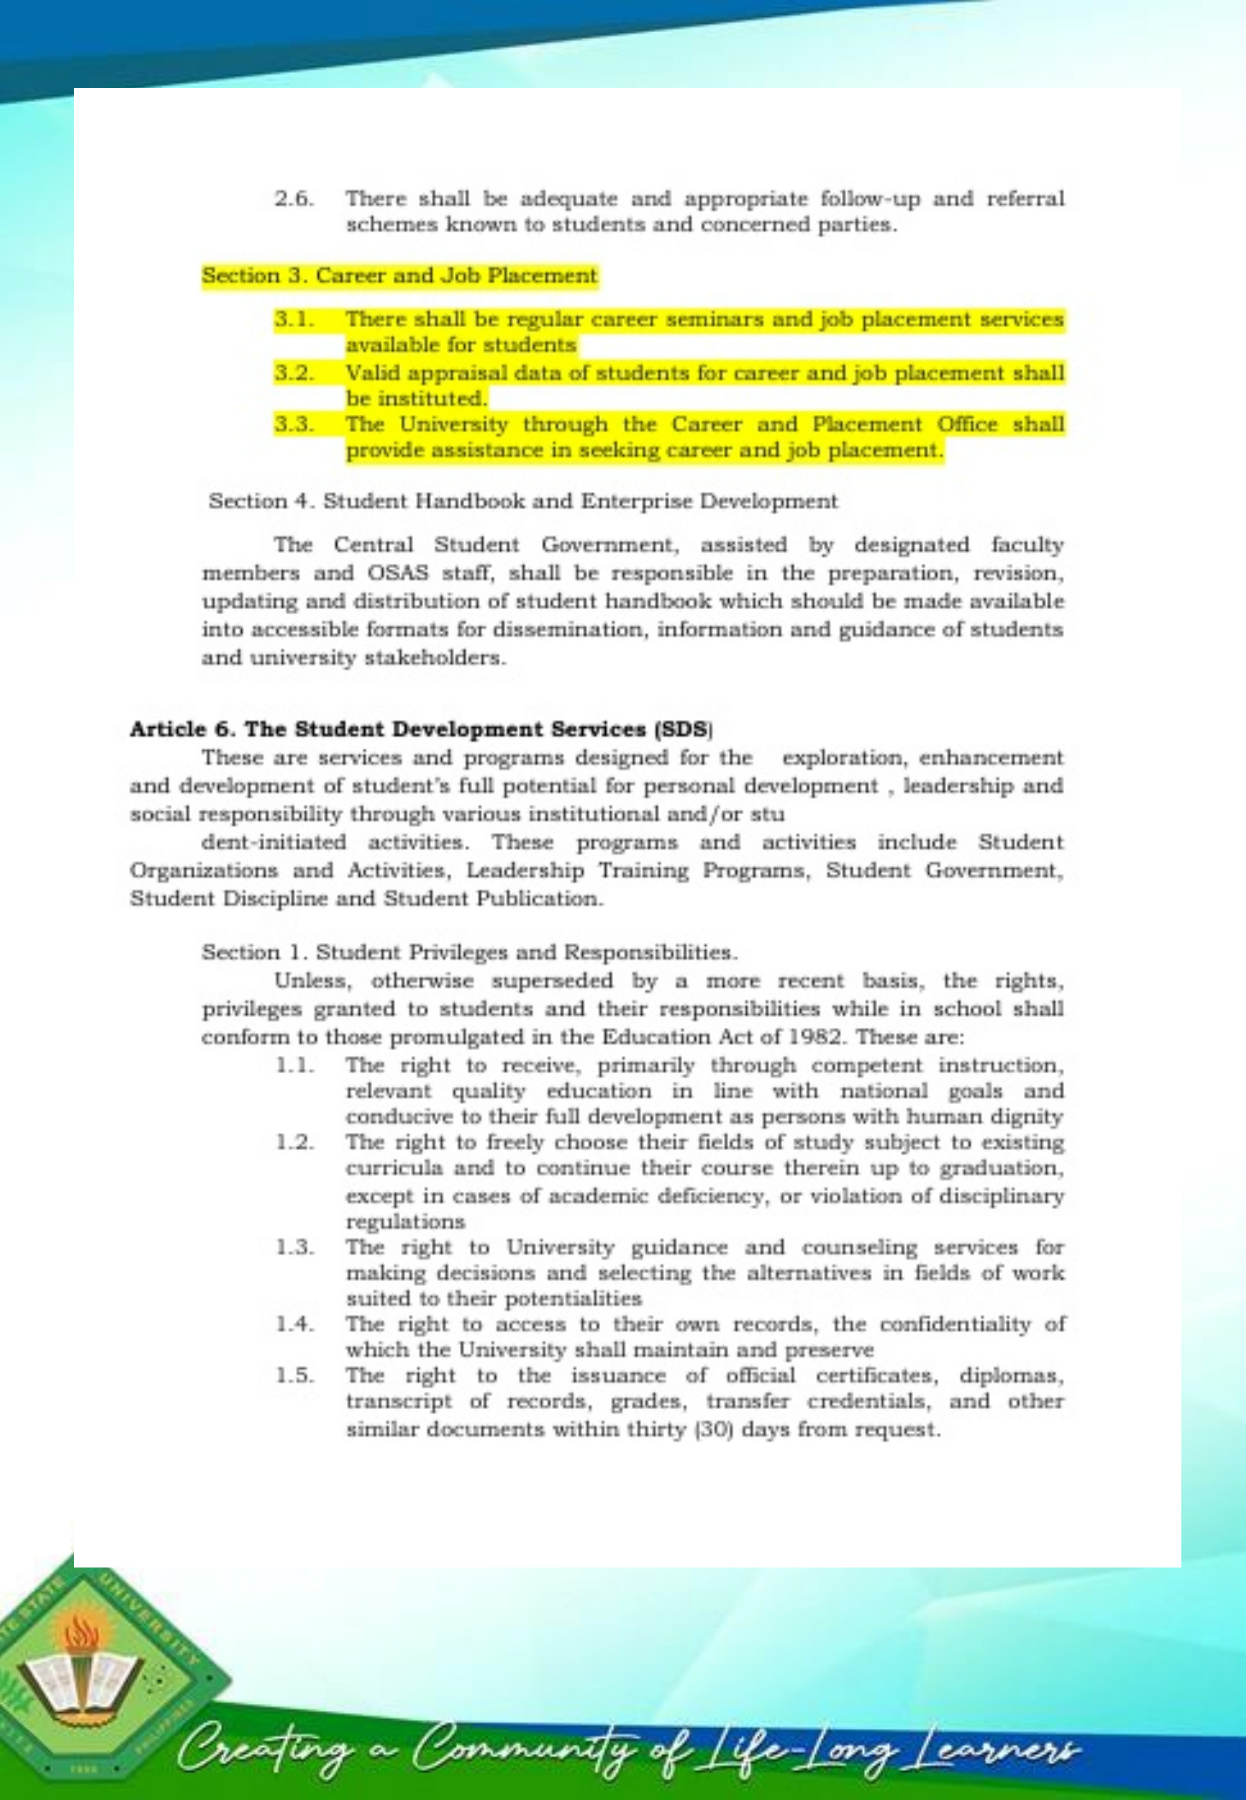 2.6. There shall be adequate and appropriate follow-up and referral
schemes known to students and concerned parties.
Section 3. Career and Job Placement
3.1. There shall be regular career seminars and job placement services
available for students
3.2. Valid appraisal data of students for career and job placement shall
be instituted.
3.3. The University through the Career and Placement Office shall
provide assistance in seeking career and job placement.
Section 4. Student Handbook and Enterprise Development
The Central Student Government, assisted by designated faculty
members and OSAS staff, shall be responsible in the preparation, revision,
updating and distribution of student handbook which should be made available
into accessible formats for dissemination, information and guidance of students
and university stakeholders.
Article 6. The Student Development Services (SDS)
These are services and programs designed for the exploration, enhancement
and development of student's full potential for personal development , leadership and
social responsibility through various institutional and/or stu
dent-initiated activities. These programs and activities include Student
Organizations and Activities, Leadership Training Programs, Student Government,
Student Discipline and Student Publication.
Section 1. Student Privileges and Responsibilities.
Unless, otherwise superseded by a more recent basis, the rights,
privileges granted to students and their responsibilities while in school shall
conform to those promulgated in the Education Act of 1982. These are:
1.1. The right to receive, primarily through competent instruction,
relevant quality education in line with national goals and
conducive to their full development as persons with human dignity
1.2. The right to freely choose their fields of study subject to existing
curricula and to continue their course therein up to graduation,
except in cases of academic deficiency, or violation of disciplinary
regulations
1.3. The right to University guidance and counseling services for
making decisions and selecting the alternatives in fields of work
suited to their potentialities
1.4. The right to access to their own records, the confidentiality of
which the University shall maintain and preserve
1.5. The right to the issuance of official certificates, diplomas,
transcript of records, grades, transfer credentials, and other
similar documents within thirty (30) days from request.
STATE UNIVERSITY
PHILIPPINES
Creating a Community of Life-Long Learners